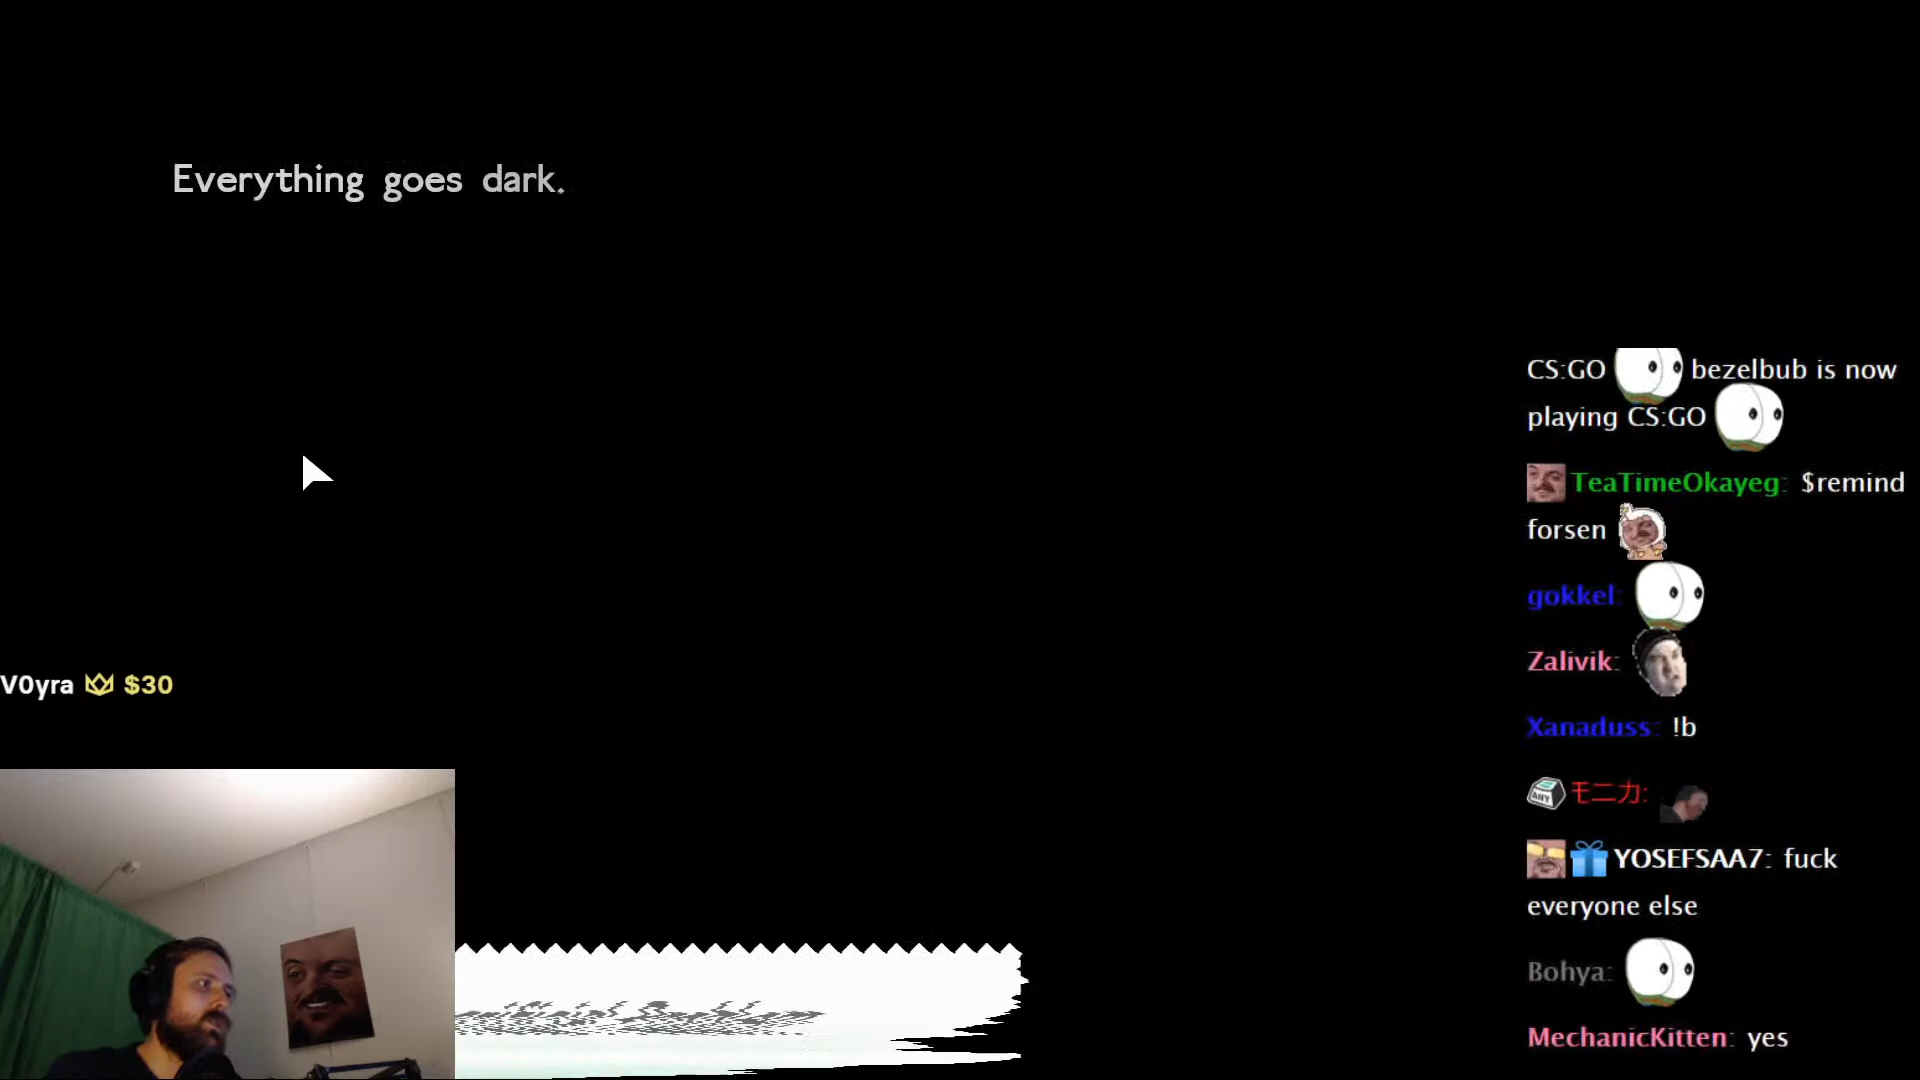 Everything goes dark.
CS:GO bezelbub is now
playing CS:GO
TeaTimeOkayeg: $remind
forsen
gokkel:
Zalivik:
Xanaduss: !b
モニカ:
YOSEFSAA7: fuck
everyone else
Bohya:
MechanicKitten: yes
V0yra $30
ANY